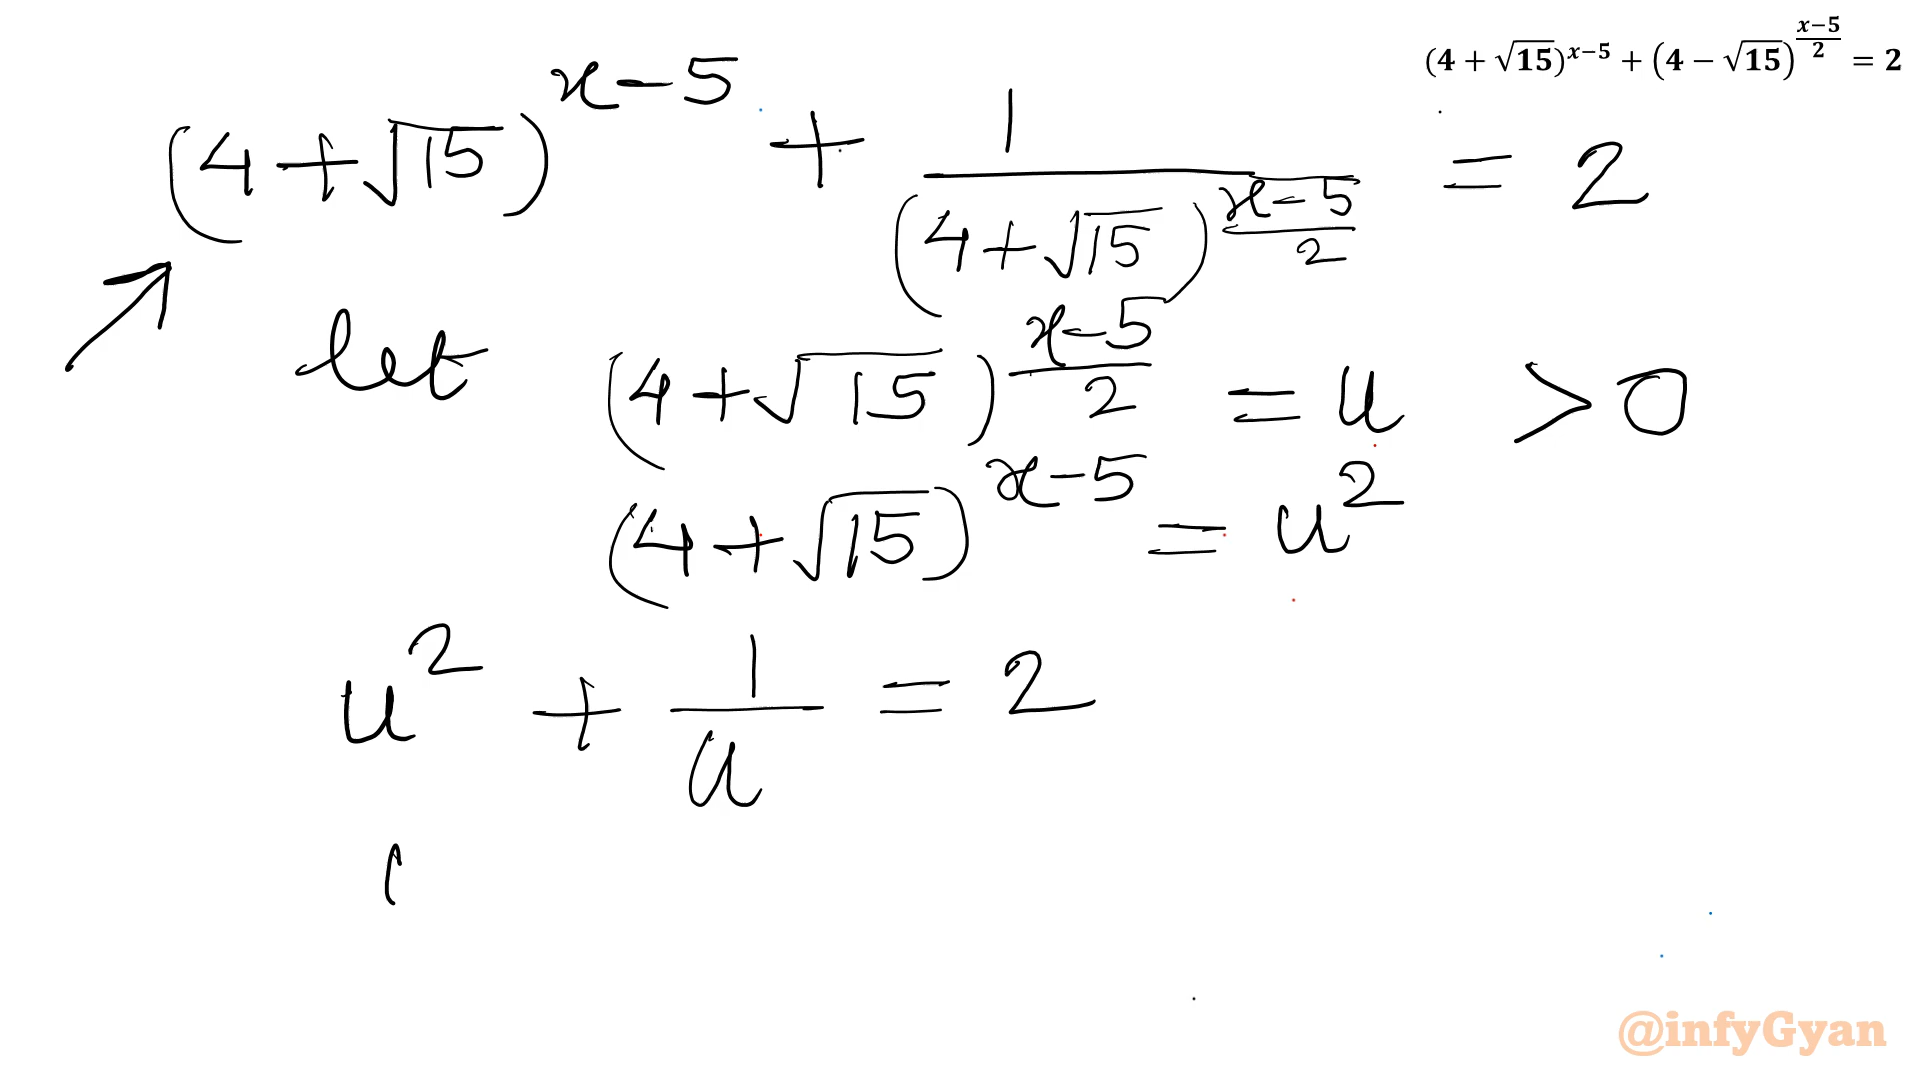 (4 + √15)^(x−5) + (4 − √15)^((x−5)/2) = 2
(4 + √15)^(x−5) + 1/(4 + √15)^((x−5)/2) = 2
let (4 + √15)^((x−5)/2) = u > 0
(4 + √15)^(x−5) = u²
u² + 1/u = 2
@infyGyan